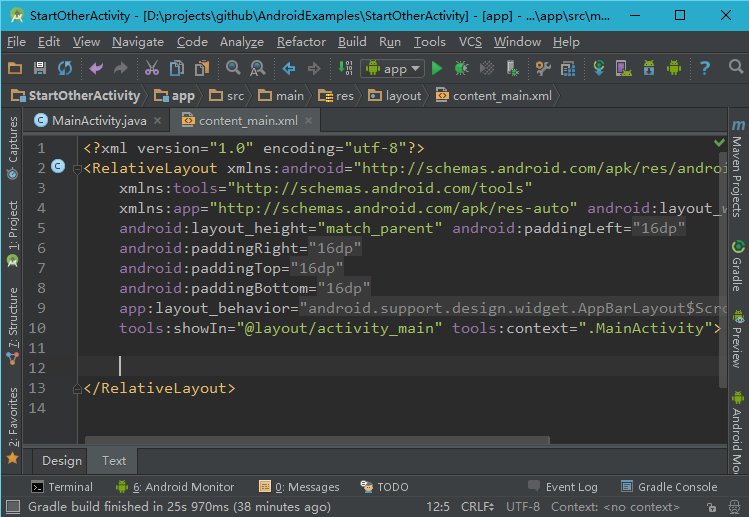 StartOtherActivity - [D:\projects\github\AndroidExamples\StartOtherActivity] - [app] - ...\app\src\m...
File Edit View Navigate Code Analyze Refactor Build Run Tools VCS Window Help
app
StartOtherActivity app src main res layout content_main.xml
MainActivity.java content_main.xml
Captures
1: Project
7: Structure
2: Favorites
1 <?xml version="1.0" encoding="utf-8"?>
2 <RelativeLayout xmlns:android="http://schemas.android.com/apk/res/androi
3 xmlns:tools="http://schemas.android.com/tools"
4 xmlns:app="http://schemas.android.com/apk/res-auto" android:layout_w
5 android:layout_height="match_parent" android:paddingLeft="16dp"
6 android:paddingRight="16dp"
7 android:paddingTop="16dp"
8 android:paddingBottom="16dp"
9 app:layout_behavior="android.support.design.widget.AppBarLayout$Scro
10 tools:showIn="@layout/activity_main" tools:context=".MainActivity">
11
12
13 </RelativeLayout>
14
Maven Projects
Gradle
Preview
Android Mo
Design Text
Terminal 6: Android Monitor 0: Messages TODO Event Log Gradle Console
Gradle build finished in 25s 970ms (38 minutes ago) 12:5 CRLF UTF-8 Context: <no context>